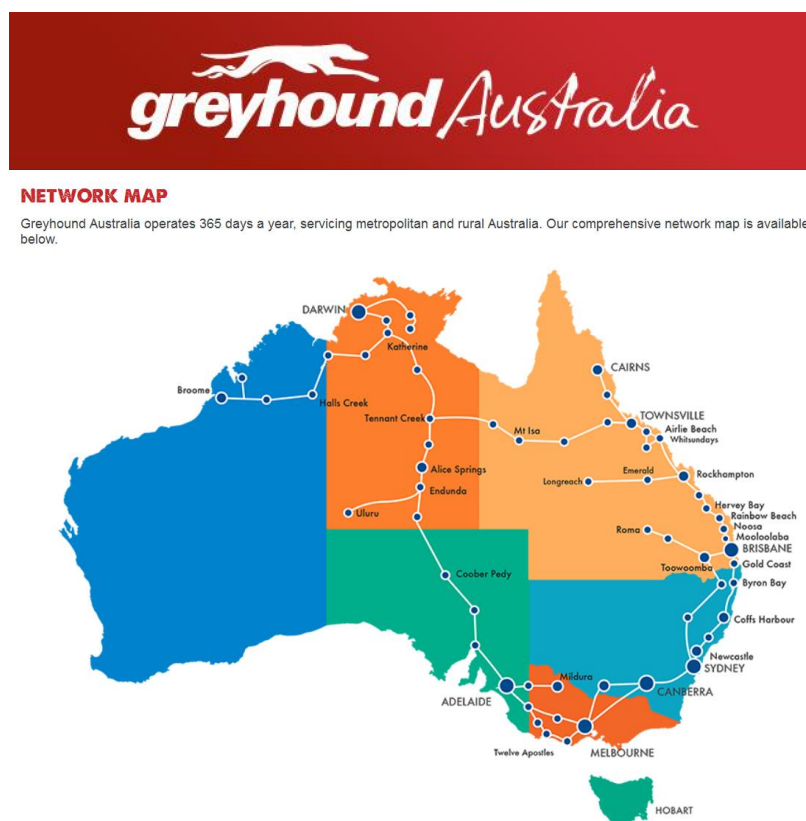 greyhound Australia
NETWORK MAP
Greyhound Australia operates 365 days a year, servicing metropolitan and rural Australia. Our comprehensive network map is available
below.
DARWIN
Katherine
CAIRNS
Broome
Halls Creek
TOWNSVILLE
Tennant Creek
Airlie Beach
Mt Isa
Whitsundays
Alice Springs
Emerald
Rockhampton
Longreach
Endunda
Hervey Bay
Uluru
Rainbow Beach
Roma
Noosa
Mooloolaba
BRISBANE
Toowoomba
Gold Coast
Coober Pedy
Byron Bay
Coffs Harbour
Newcastle
SYDNEY
Mildura
CANBERRA
ADELAIDE
Twelve Apostles
MELBOURNE
HOBART